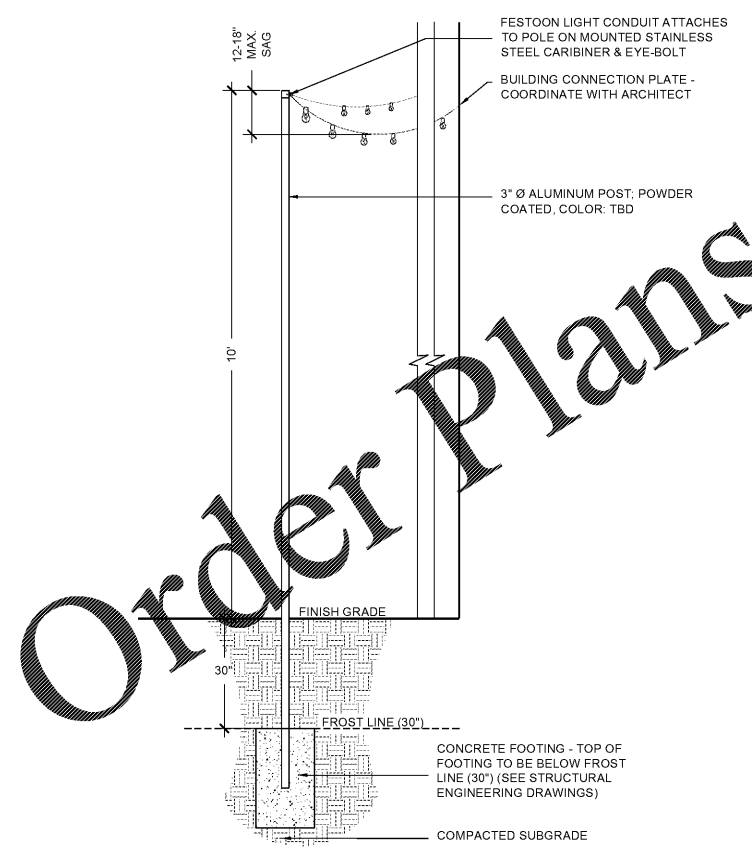 FESTOON LIGHT CONDUIT ATTACHES
TO POLE ON MOUNTED STAINLESS
STEEL CARIBINER & EYE-BOLT
12-18"
MAX.
SAG
BUILDING CONNECTION PLATE -
COORDINATE WITH ARCHITECT
3" Ø ALUMINUM POST; POWDER
COATED, COLOR: TBD
10'
Order Plans
FINISH GRADE
30"
FROST LINE (30")
CONCRETE FOOTING - TOP OF
FOOTING TO BE BELOW FROST
LINE (30") (SEE STRUCTURAL
ENGINEERING DRAWINGS)
COMPACTED SUBGRADE